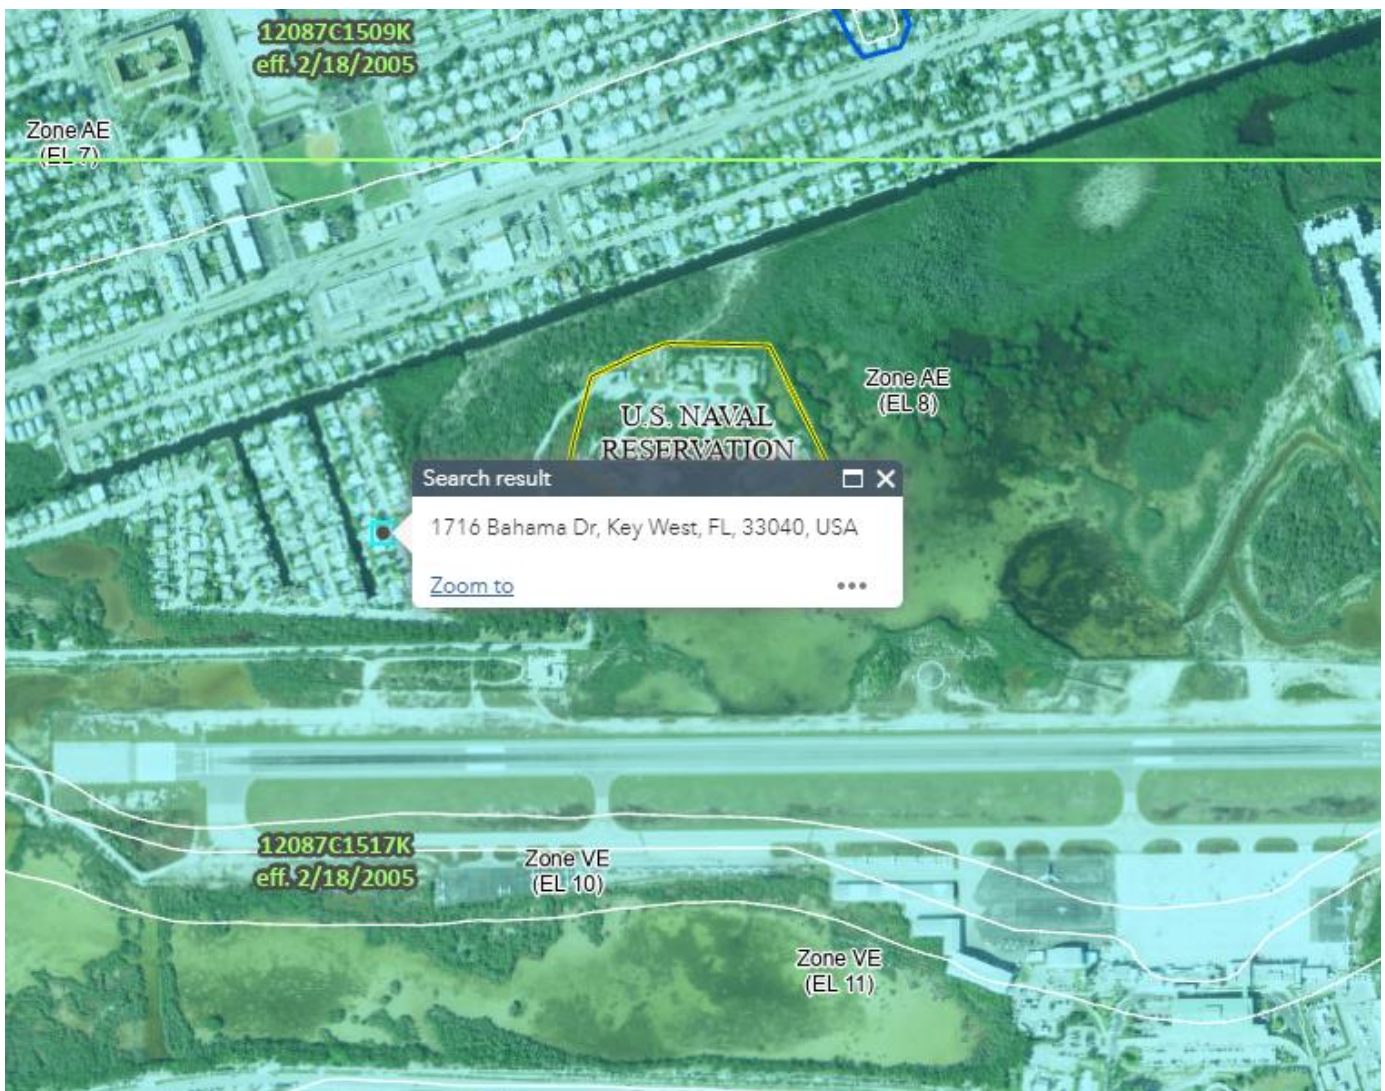 12087C1509K
eff. 2/18/2005
Zone AE
(EL 7)
Zone AE
(EL 8)
U.S. NAVAL
RESERVATION
Search result
1716 Bahama Dr, Key West, FL, 33040, USA
Zoom to
12087C1517K
eff. 2/18/2005
Zone VE
(EL 10)
Zone VE
(EL 11)